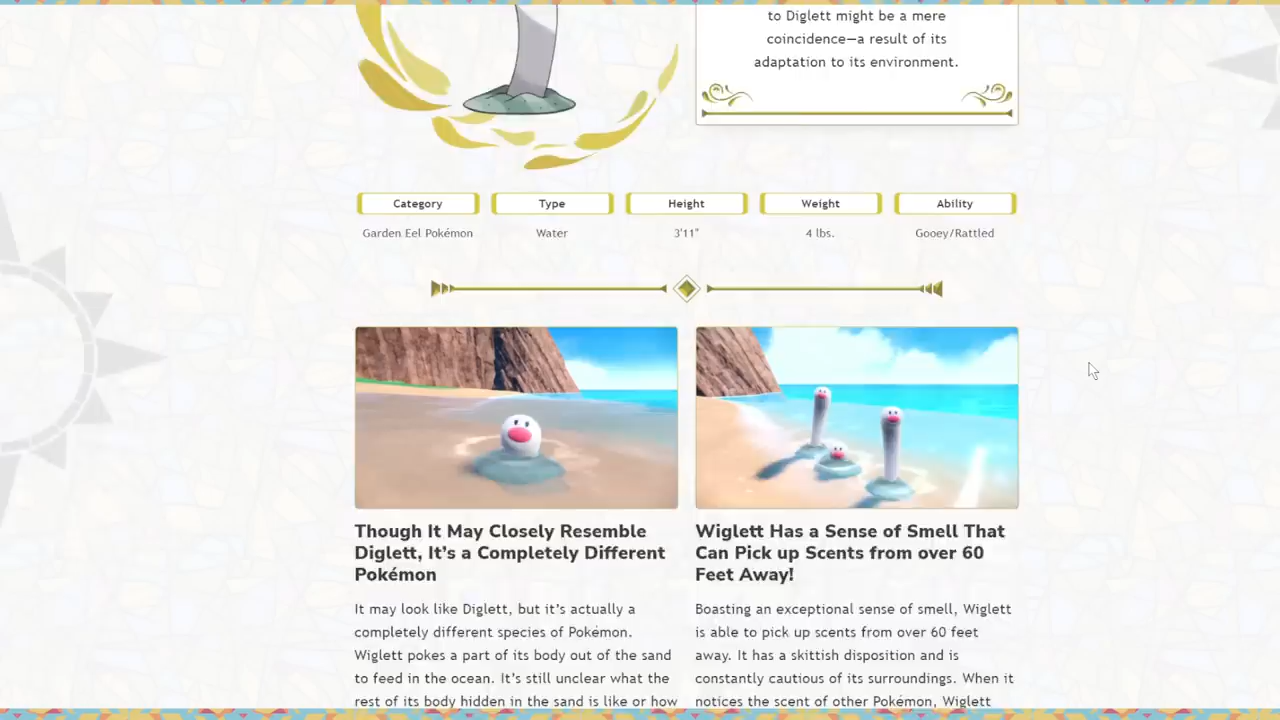 to Diglett might be a mere
coincidence—a result of its
adaptation to its environment.
Category
Type
Height
Weight
Ability
Garden Eel Pokémon
Water
3'11"
4 lbs.
Gooey/Rattled
Though It May Closely Resemble
Diglett, It’s a Completely Different
Pokémon
It may look like Diglett, but it’s actually a
completely different species of Pokémon.
Wiglett pokes a part of its body out of the sand
to feed in the ocean. It’s still unclear what the
rest of its body hidden in the sand is like or how
Wiglett Has a Sense of Smell That
Can Pick up Scents from over 60
Feet Away!
Boasting an exceptional sense of smell, Wiglett
is able to pick up scents from over 60 feet
away. It has a skittish disposition and is
constantly cautious of its surroundings. When it
notices the scent of other Pokémon, Wiglett